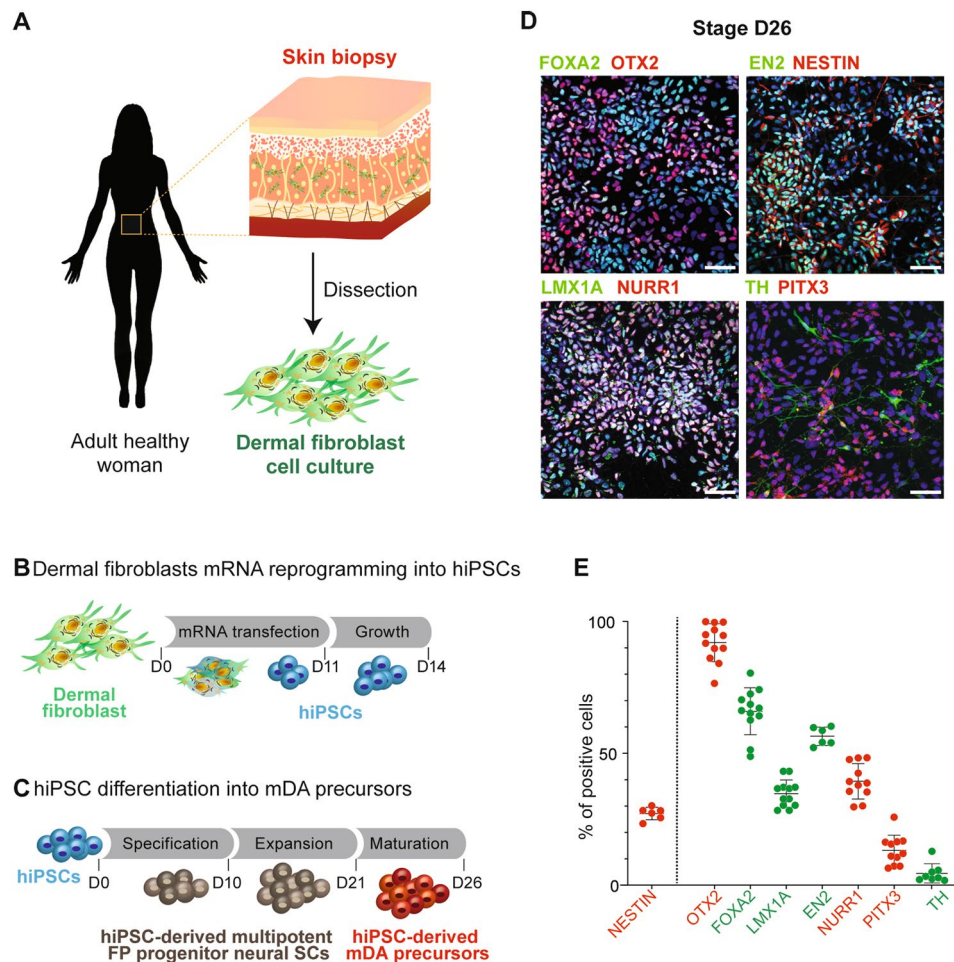 A
Skin biopsy
Dissection
Adult healthy
woman
Dermal fibroblast
cell culture
B Dermal fibroblasts mRNA reprogramming into hiPSCs
mRNA transfection
Growth
D0
D11
D14
Dermal
fibroblast
hiPSCs
C hiPSC differentiation into mDA precursors
Specification
Expansion
Maturation
hiPSCs
D0
D10
D21
D26
hiPSC-derived multipotent
FP progenitor neural SCs
hiPSC-derived
mDA precursors
D
Stage D26
FOXA2 OTX2
EN2 NESTIN
LMX1A NURR1
TH PITX3
E
% of positive cells
100
50
0
NESTIN
OTX2
FOXA2
LMX1A
EN2
NURR1
PITX3
TH